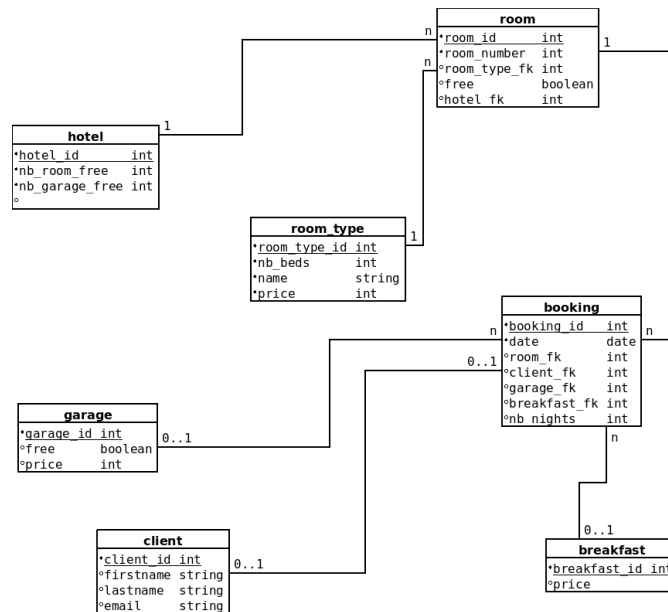 room
room_id int
room_number int
room_type_fk int
free boolean
hotel fk int
n
n
1
hotel
hotel_id int
nb_room_free int
nb_garage_free int
1
room_type
room_type_id int
nb_beds int
name string
price int
1
booking
booking_id int
date date
room_fk int
client_fk int
garage_fk int
breakfast_fk int
nb nights int
n
0..1
n
n
garage
garage_id int
free boolean
price int
0..1
client
client_id int
firstname string
lastname string
email string
0..1
0..1
breakfast
breakfast_id int
price